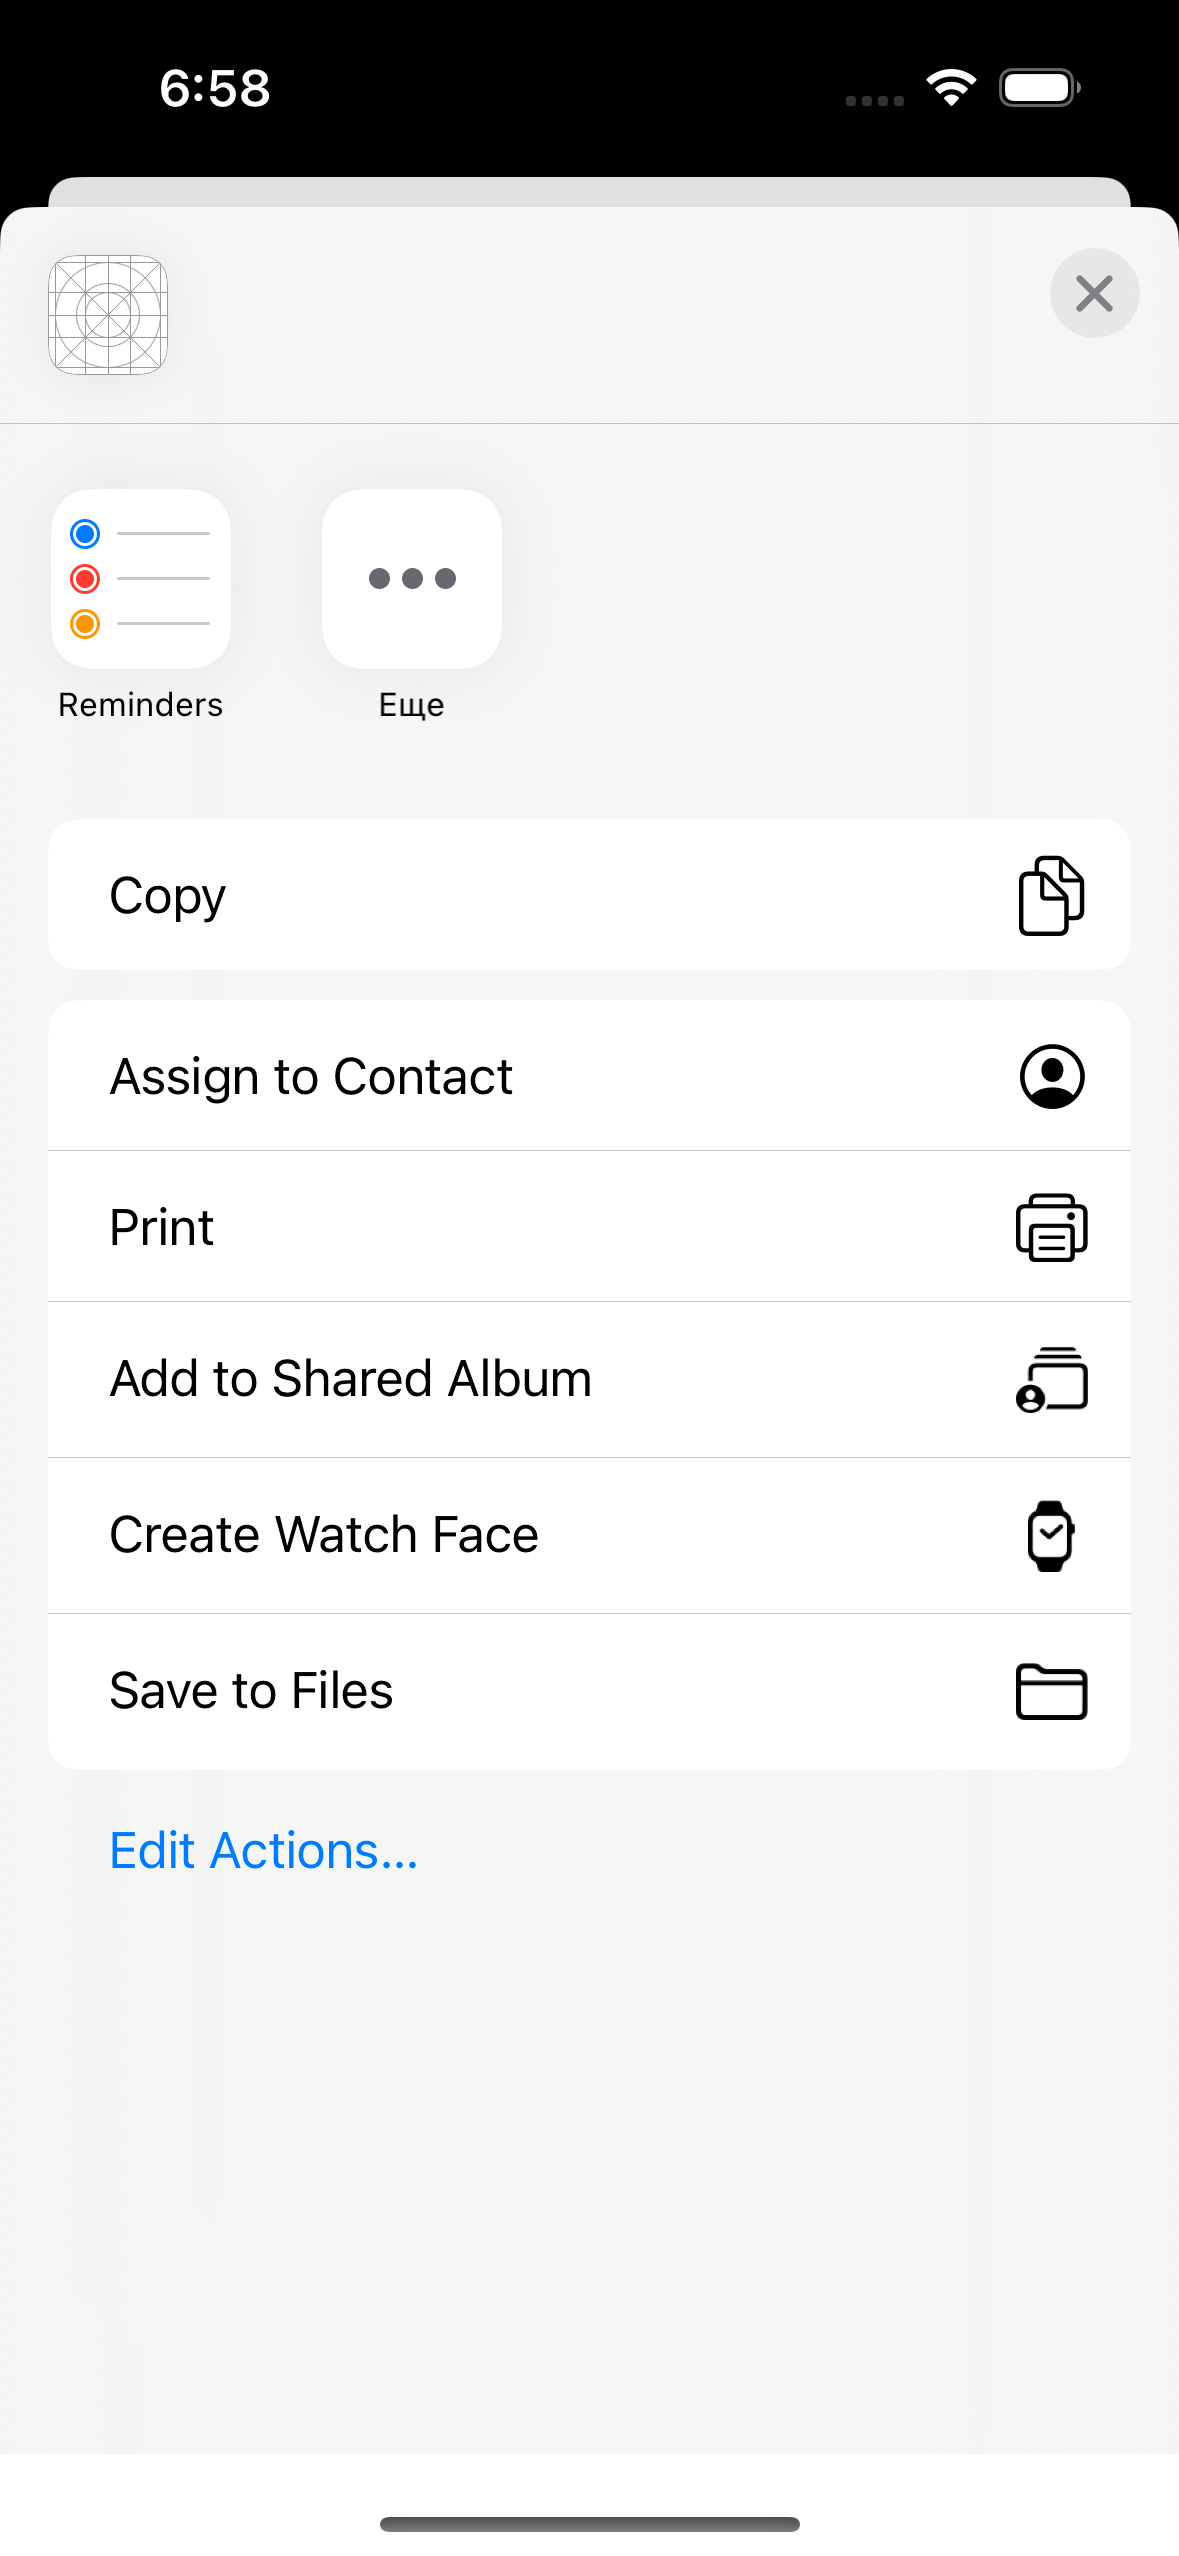 6:58
Reminders
Еще
Copy
Assign to Contact
Print
Add to Shared Album
Create Watch Face
Save to Files
Edit Actions...